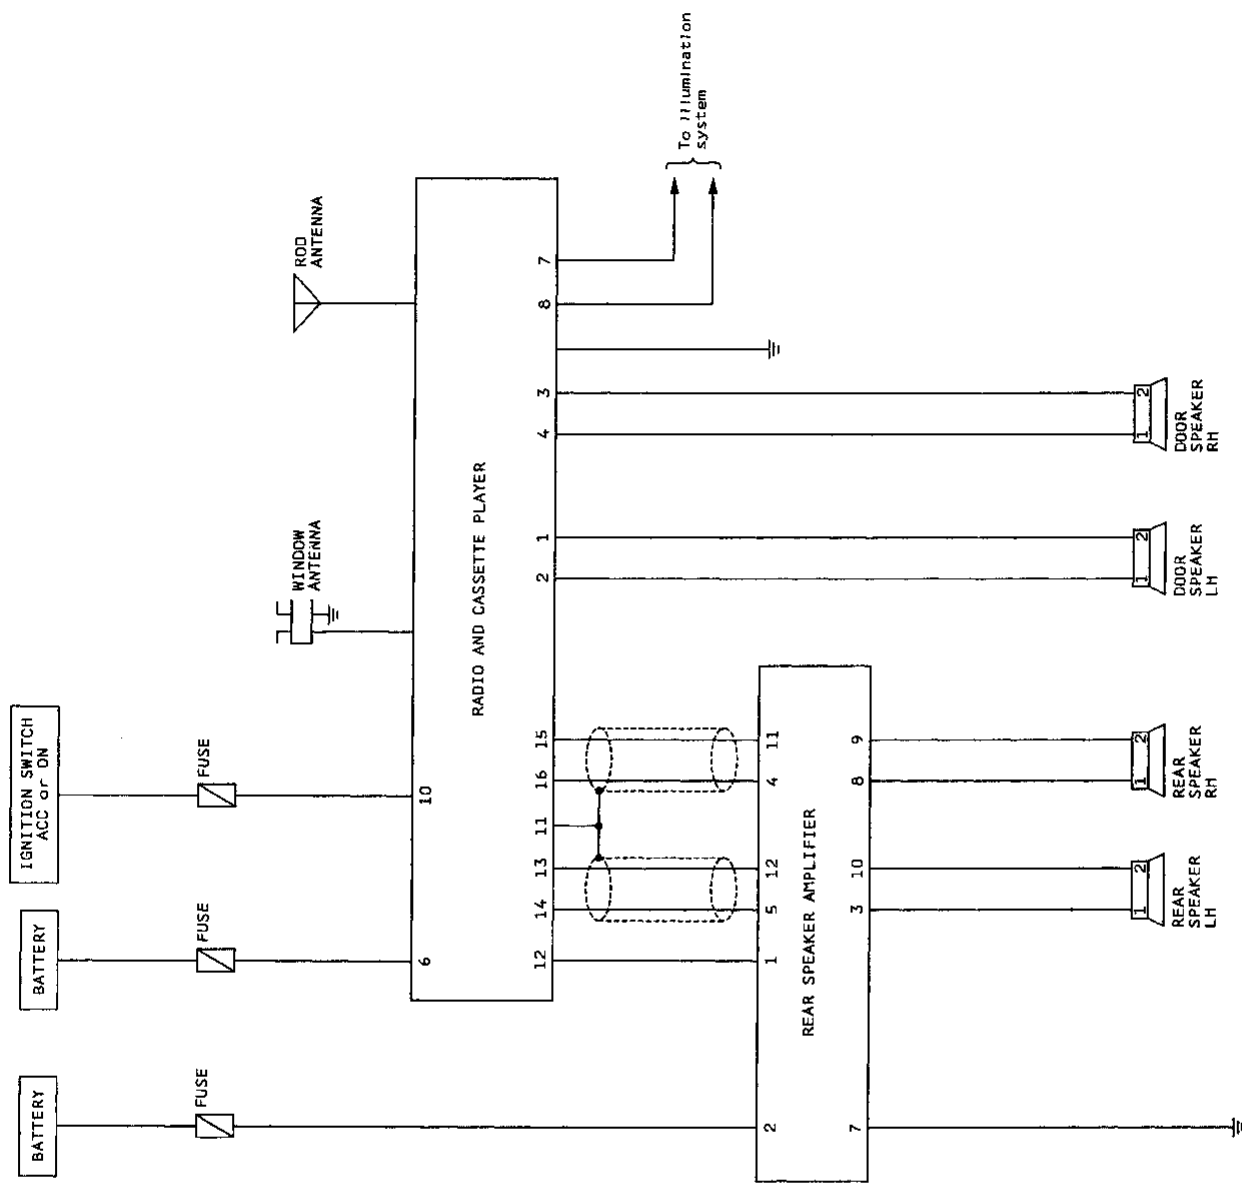 BATTERY
BATTERY
IGNITION SWITCH
ACC or ON
FUSE
FUSE
FUSE
WINDOW
ANTENNA
ROD
ANTENNA
6
10
RADIO AND CASSETTE PLAYER
12
14
13
11
16
15
2
1
4
3
8
7
To illumination
system
2
1
5
12
4
11
REAR SPEAKER AMPLIFIER
7
3
10
8
9
1 2
REAR
SPEAKER
LH
1 2
REAR
SPEAKER
RH
1 2
DOOR
SPEAKER
LH
1 2
DOOR
SPEAKER
RH